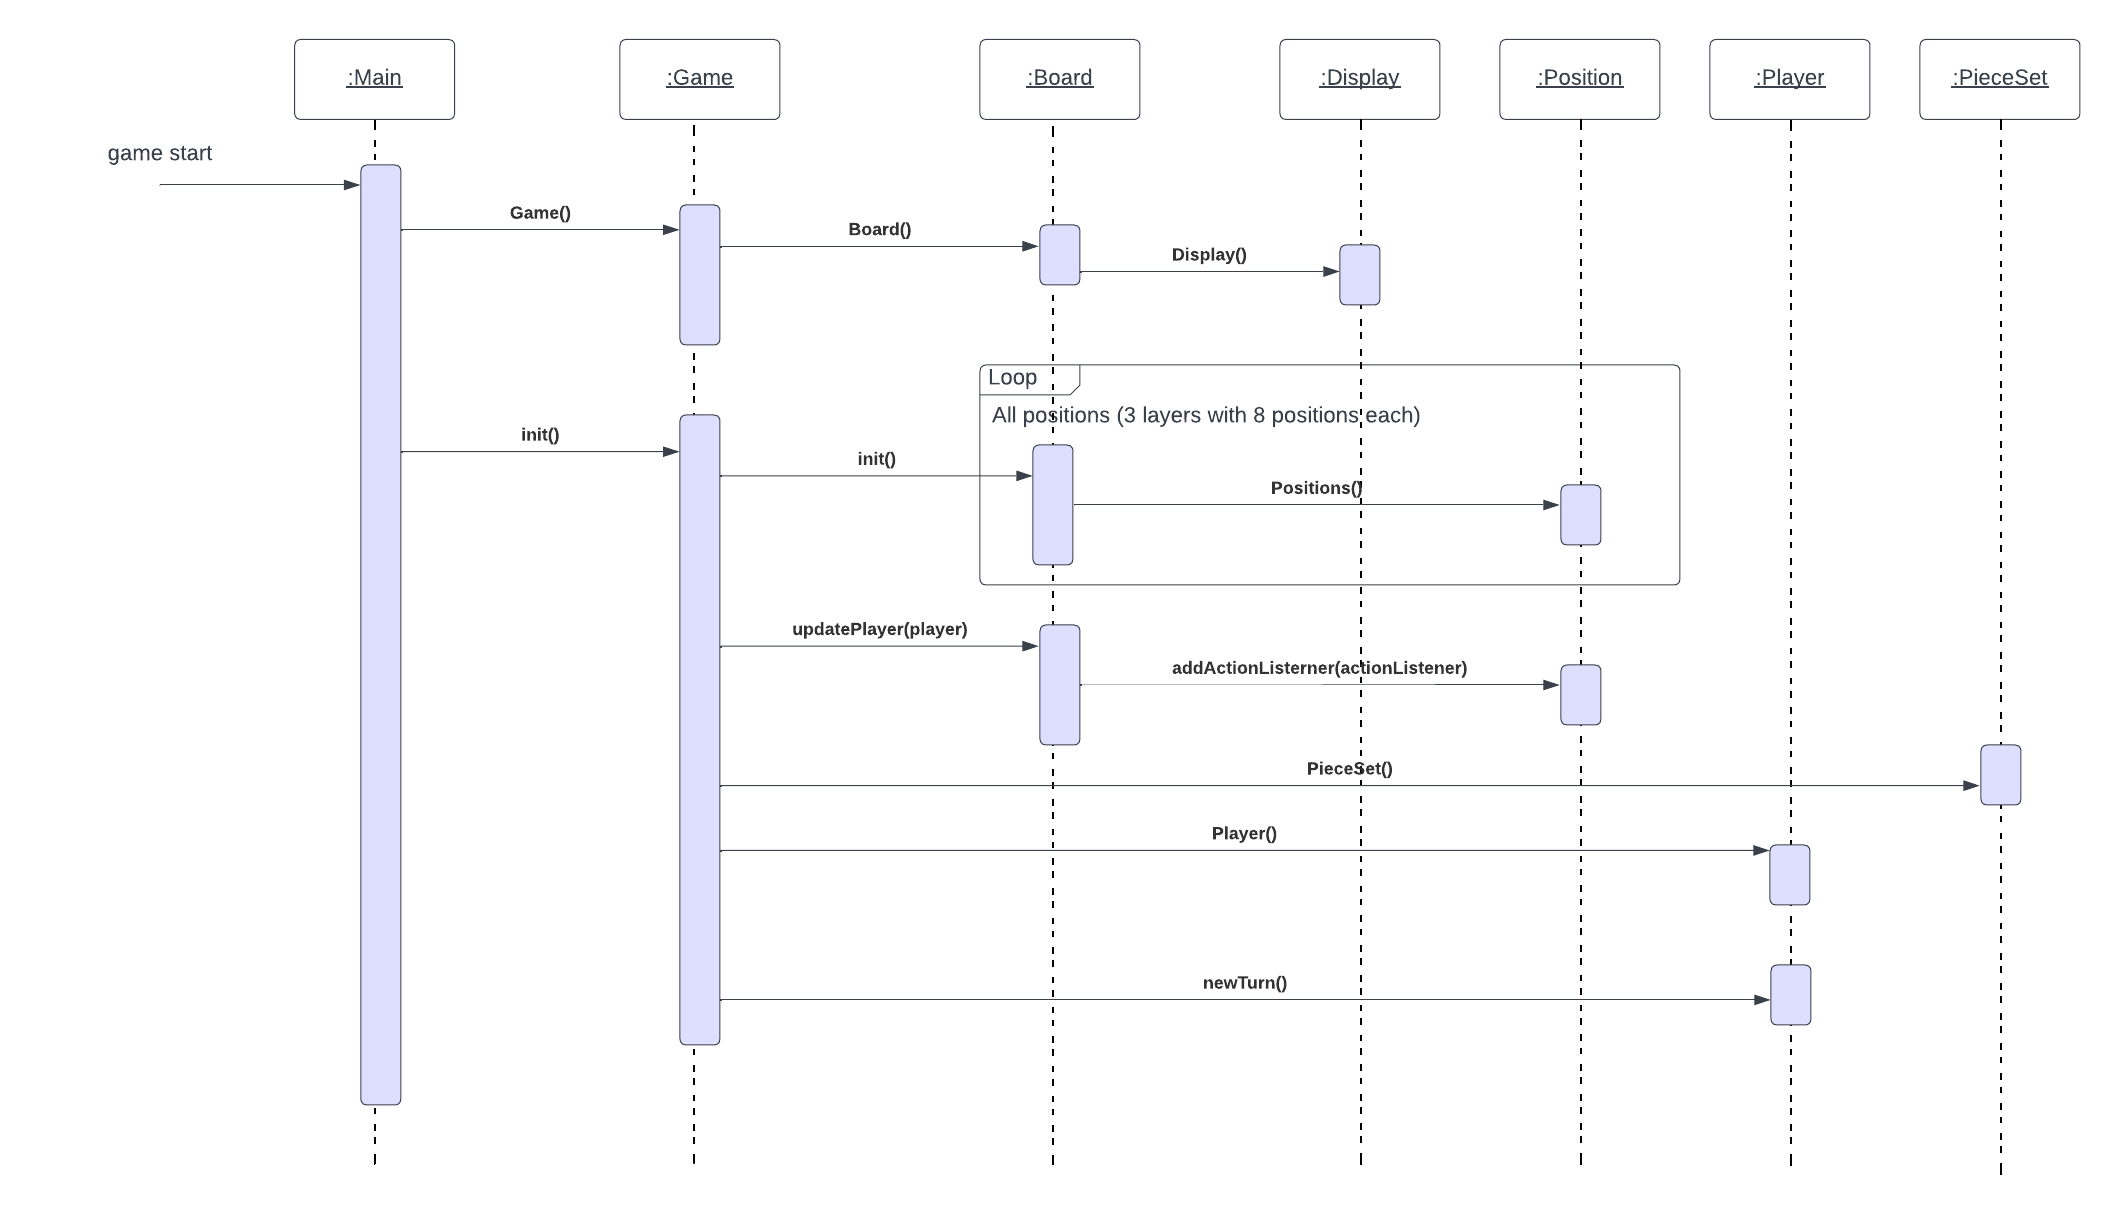 :Main
:Game
:Board
:Display
:Position
:Player
:PieceSet
game start
Game()
Board()
Display()
Loop
All positions (3 layers with 8 positions each)
init()
init()
Positions()
updatePlayer(player)
addActionListerner(actionListener)
PieceSet()
Player()
newTurn()